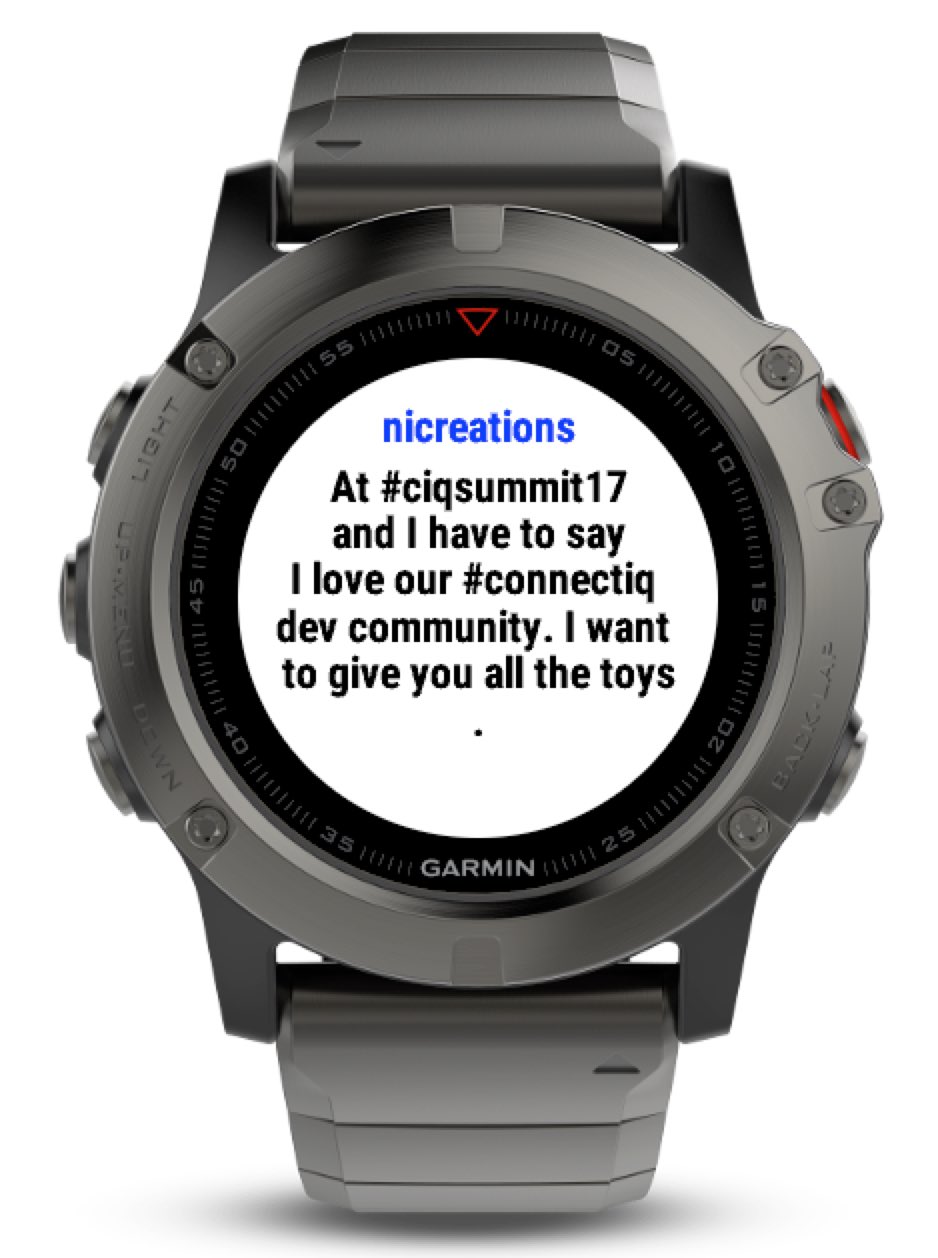 55
05
LIGHT
50
nicreations
10
At #ciqsummit17
and I have to say
I love our #connectiq
dev community. I want
to give you all the toys
.
UP·MENU
45
15
DOWN
40
20
BACK·LAP
35
25
GARMIN